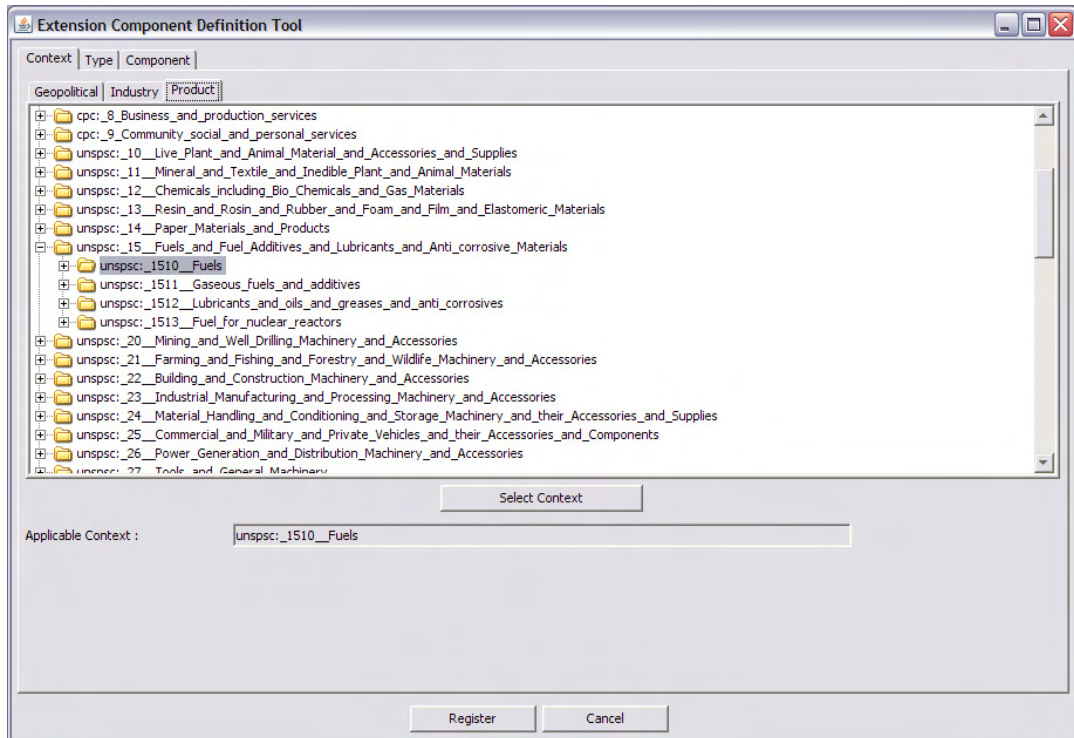 Extension Component Definition Tool
Context Type Component
Geopolitical Industry Product
cpc:_8_Business_and_production_services
cpc:_9_Community_social_and_personal_services
unspsc:_10__Live_Plant_and_Animal_Material_and_Accessories_and_Supplies
unspsc:_11__Mineral_and_Textile_and_Inedible_Plant_and_Animal_Materials
unspsc:_12__Chemicals_including_Bio_Chemicals_and_Gas_Materials
unspsc:_13__Resin_and_Rosin_and_Rubber_and_Foam_and_Film_and_Elastomeric_Materials
unspsc:_14__Paper_Materials_and_Products
unspsc:_15__Fuels_and_Fuel_Additives_and_Lubricants_and_Anti_corrosive_Materials
unspsc:_1510__Fuels
unspsc:_1511__Gaseous_fuels_and_additives
unspsc:_1512__Lubricants_and_oils_and_greases_and_anti_corrosives
unspsc:_1513__Fuel_for_nuclear_reactors
unspsc:_20__Mining_and_Well_Drilling_Machinery_and_Accessories
unspsc:_21__Farming_and_Fishing_and_Forestry_and_Wildlife_Machinery_and_Accessories
unspsc:_22__Building_and_Construction_Machinery_and_Accessories
unspsc:_23__Industrial_Manufacturing_and_Processing_Machinery_and_Accessories
unspsc:_24__Material_Handling_and_Conditioning_and_Storage_Machinery_and_their_Accessories_and_Supplies
unspsc:_25__Commercial_and_Military_and_Private_Vehicles_and_their_Accessories_and_Components
unspsc:_26__Power_Generation_and_Distribution_Machinery_and_Accessories
unspsc:_27__Tools_and_General_Machinery
Select Context
Applicable Context : unspsc:_1510__Fuels
Register Cancel